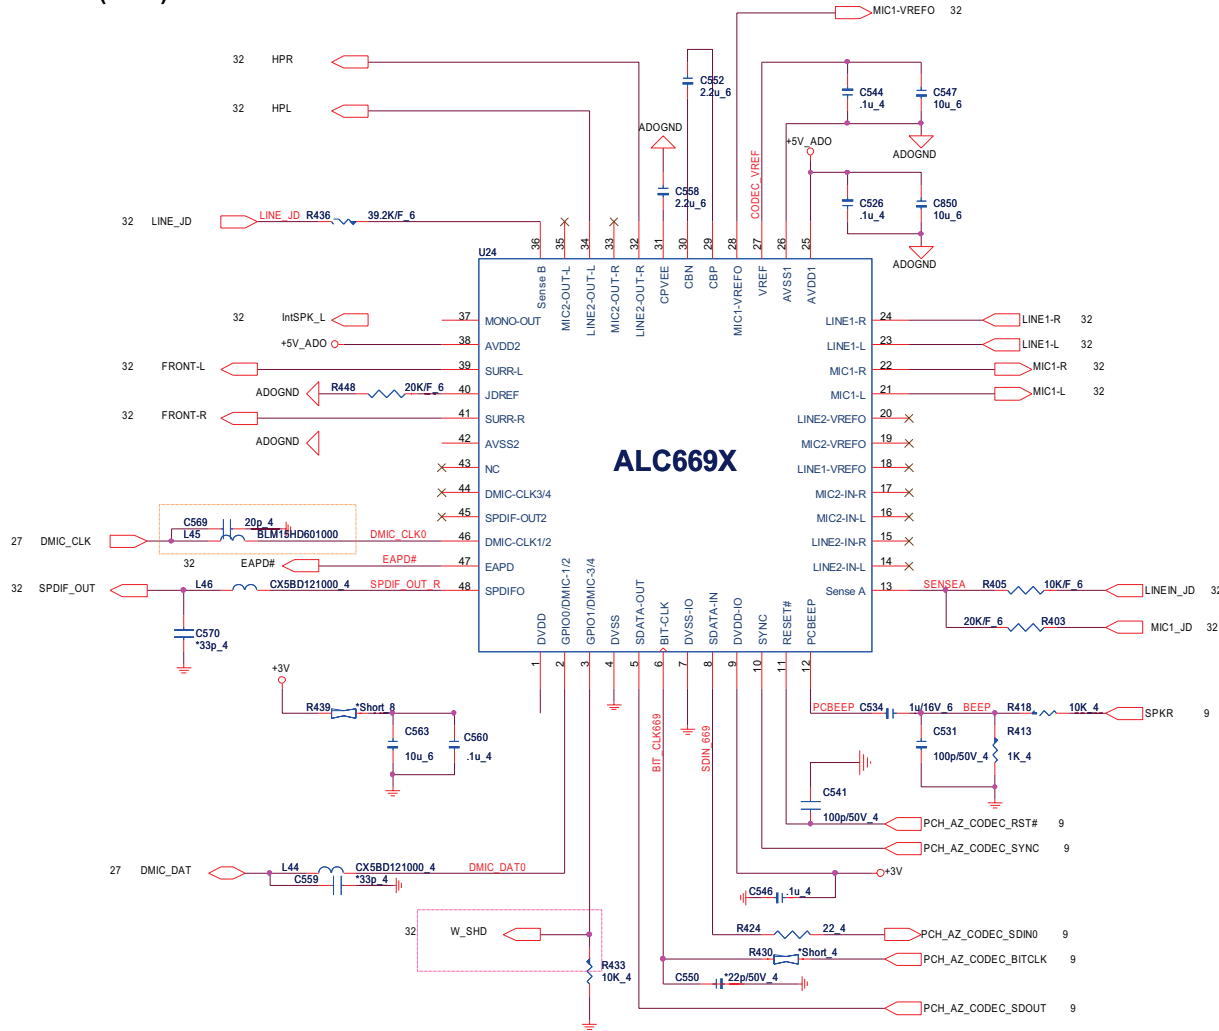 MIC1-VREFO 32
32 HPR
C552
2.2u_6
C544
.1u_4
C547
10u_6
32 HPL
ADOGND
+5V_ADO
ADOGND
CODEC_VREF
C558
2.2u_6
C526
.1u_4
C850
10u_6
32 LINE_JD
LINE_JD R436 39.2K/F_6
ADOGND
36 35 34 33 32 31 30 29 28 27 26 25
U24
Sense B
MIC2-OUT-L
LINE2-OUT-L
MIC2-OUT-R
LINE2-OUT-R
CPVEE
CBN
CBP
MIC1-VREFO
VREF
AVSS1
AVDD1
32 IntSPK_L
37 MONO-OUT
LINE1-R 24
LINE1-R 32
+5V_ADO
38 AVDD2
LINE1-L 23
LINE1-L 32
32 FRONT-L
39 SURR-L
MIC1-R 22
MIC1-R 32
ADOGND R448 20K/F_6
40 JDREF
MIC1-L 21
MIC1-L 32
32 FRONT-R
41 SURR-R
LINE2-VREFO 20
ADOGND
42 AVSS2
MIC2-VREFO 19
43 NC
LINE1-VREFO 18
ALC669X
44 DMIC-CLK3/4
MIC2-IN-R 17
45 SPDIF-OUT2
MIC2-IN-L 16
C569 20p_4
27 DMIC_CLK
L45 BLM15HD601000
DMIC_CLK0
46 DMIC-CLK1/2
LINE2-IN-R 15
32 EAPD#
EAPD#
47 EAPD
LINE2-IN-L 14
32 SPDIF_OUT
L46 CX5BD121000_4
SPDIF_OUT_R
48 SPDIFO
Sense A 13
SENSEA R405 10K/F_6
LINEIN_JD 32
20K/F_6 R403
MIC1_JD 32
C570
*33p_4
DVDD
GPIO0/DMIC-1/2
GPIO1/DMIC-3/4
DVSS
SDATA-OUT
BIT-CLK
DVSS-IO
SDATA-IN
DVDD-IO
SYNC
RESET#
PCBEEP
1 2 3 4 5 6 7 8 9 10 11 12
+3V
R439 *Short_8
C563
10u_6
C560
.1u_4
BIT_CLK669
SDIN_669
PCBEEP C534 1u/16V_6 BEEP R418 10K_4
SPKR 9
C531
100p/50V_4
R413
1K_4
C541
100p/50V_4
PCH_AZ_CODEC_RST# 9
PCH_AZ_CODEC_SYNC 9
27 DMIC_DAT
L44 CX5BD121000_4
DMIC_DAT0
C559 *33p_4
+3V
C546 .1u_4
32 W_SHD
R424 22_4
PCH_AZ_CODEC_SDIN0 9
R430 *Short_4
PCH_AZ_CODEC_BITCLK 9
R433
10K_4
C550 *22p/50V_4
PCH_AZ_CODEC_SDOUT 9